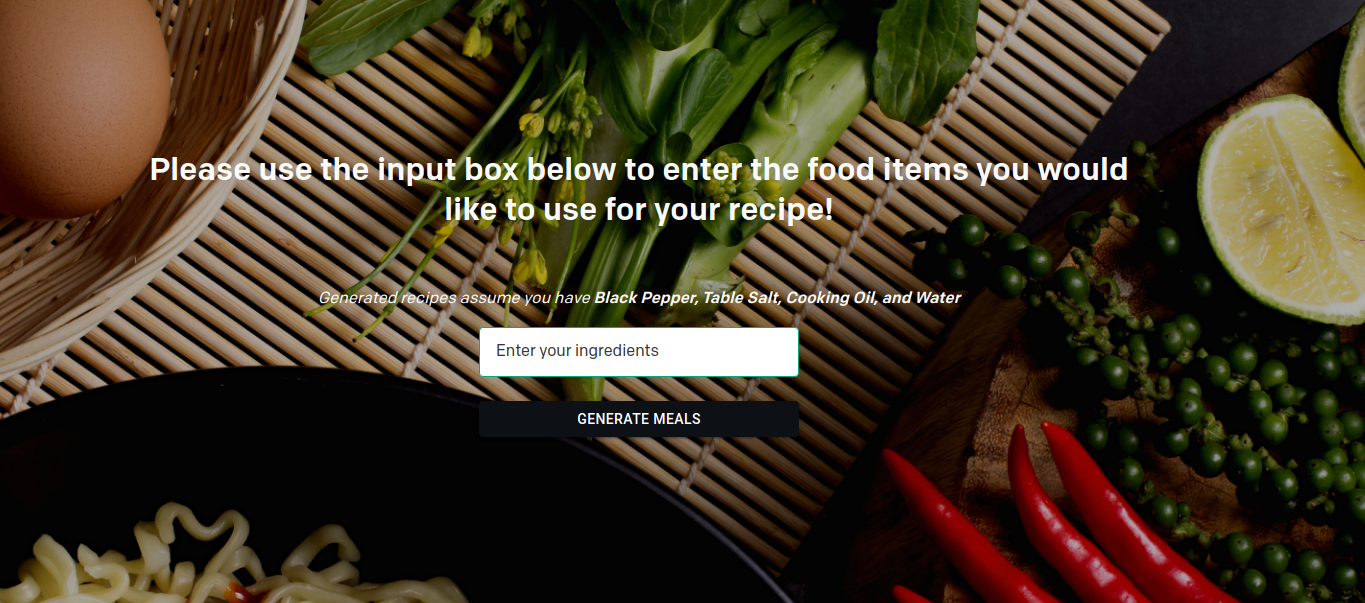 Please use the input box below to enter the food items you would
like to use for your recipe!
Generated recipes assume you have Black Pepper, Table Salt, Cooking Oil, and Water
Enter your ingredients
GENERATE MEALS